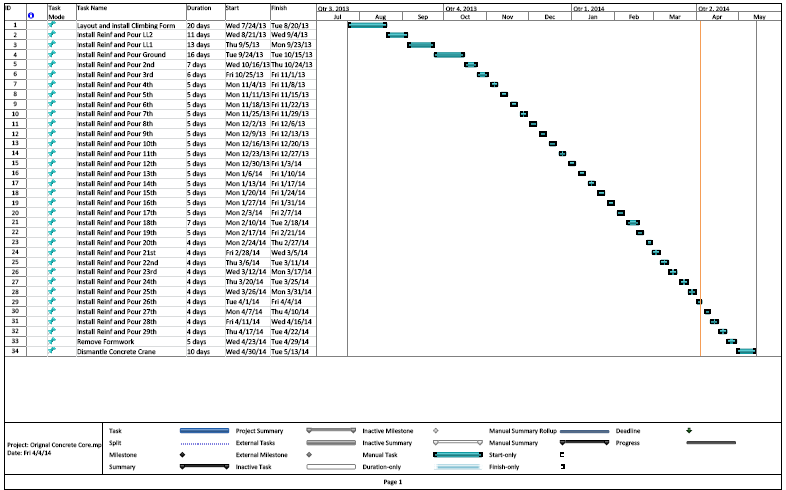 ID Task Mode Task Name Duration Start Finish Qtr 3, 2013 Qtr 4, 2013 Qtr 1, 2014 Qtr 2, 2014
Jul Aug Sep Oct Nov Dec Jan Feb Mar Apr May
1 Layout and install Climbing Form 20 days Wed 7/24/13 Tue 8/20/13
2 Install Reinf and Pour LL2 11 days Wed 8/21/13 Wed 9/4/13
3 Install Reinf and Pour LL1 13 days Thu 9/5/13 Mon 9/23/13
4 Install Reinf and Pour Ground 16 days Tue 9/24/13 Tue 10/15/13
5 Install Reinf and Pour 2nd 7 days Wed 10/16/13 Thu 10/24/13
6 Install Reinf and Pour 3rd 6 days Fri 10/25/13 Fri 11/1/13
7 Install Reinf and Pour 4th 5 days Mon 11/4/13 Fri 11/8/13
8 Install Reinf and Pour 5th 5 days Mon 11/11/13 Fri 11/15/13
9 Install Reinf and Pour 6th 5 days Mon 11/18/13 Fri 11/22/13
10 Install Reinf and Pour 7th 5 days Mon 11/25/13 Fri 11/29/13
11 Install Reinf and Pour 8th 5 days Mon 12/2/13 Fri 12/6/13
12 Install Reinf and Pour 9th 5 days Mon 12/9/13 Fri 12/13/13
13 Install Reinf and Pour 10th 5 days Mon 12/16/13 Fri 12/20/13
14 Install Reinf and Pour 11th 5 days Mon 12/23/13 Fri 12/27/13
15 Install Reinf and Pour 12th 5 days Mon 12/30/13 Fri 1/3/14
16 Install Reinf and Pour 13th 5 days Mon 1/6/14 Fri 1/10/14
17 Install Reinf and Pour 14th 5 days Mon 1/13/14 Fri 1/17/14
18 Install Reinf and Pour 15th 5 days Mon 1/20/14 Fri 1/24/14
19 Install Reinf and Pour 16th 5 days Mon 1/27/14 Fri 1/31/14
20 Install Reinf and Pour 17th 5 days Mon 2/3/14 Fri 2/7/14
21 Install Reinf and Pour 18th 7 days Mon 2/10/14 Tue 2/18/14
22 Install Reinf and Pour 19th 5 days Mon 2/17/14 Fri 2/21/14
23 Install Reinf and Pour 20th 4 days Mon 2/24/14 Thu 2/27/14
24 Install Reinf and Pour 21st 4 days Fri 2/28/14 Wed 3/5/14
25 Install Reinf and Pour 22nd 4 days Thu 3/6/14 Tue 3/11/14
26 Install Reinf and Pour 23rd 4 days Wed 3/12/14 Mon 3/17/14
27 Install Reinf and Pour 24th 4 days Thu 3/20/14 Tue 3/25/14
28 Install Reinf and Pour 25th 4 days Wed 3/26/14 Mon 3/31/14
29 Install Reinf and Pour 26th 4 days Tue 4/1/14 Fri 4/4/14
30 Install Reinf and Pour 27th 4 days Mon 4/7/14 Thu 4/10/14
31 Install Reinf and Pour 28th 4 days Fri 4/11/14 Wed 4/16/14
32 Install Reinf and Pour 29th 4 days Thu 4/17/14 Tue 4/22/14
33 Remove Formwork 5 days Wed 4/23/14 Tue 4/29/14
34 Dismantle Concrete Crane 10 days Wed 4/30/14 Tue 5/13/14
Project: Orignal Concrete Core.mp
Date: Fri 4/4/14
Task Project Summary Inactive Milestone Manual Summary Rollup Deadline
Split External Tasks Inactive Summary Manual Summary Progress
Milestone External Milestone Manual Task Start-only
Summary Inactive Task Duration-only Finish-only
Page 1